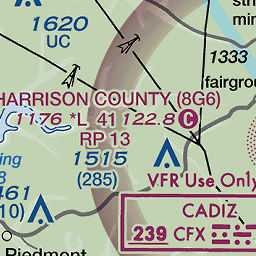 1620
UC
1333
fairgrou
HARRISON COUNTY (8G6)
1176 *L 41 122.8 C
RP 13
1515
(285)
461
10)
VFR Use Only
CADIZ
239 CFX
Piedmont